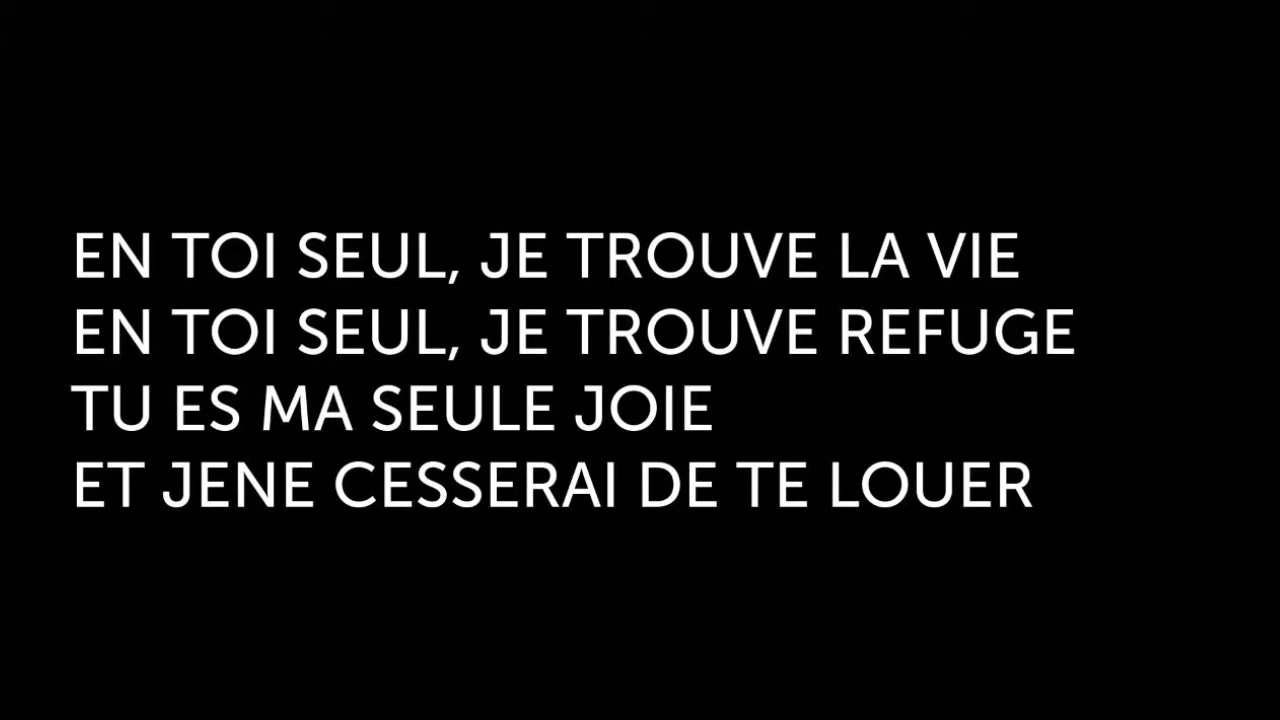 EN TOI SEUL, JE TROUVE LA VIE
EN TOI SEUL, JE TROUVE REFUGE
TU ES MA SEULE JOIE
ET JENE CESSERAI DE TE LOUER